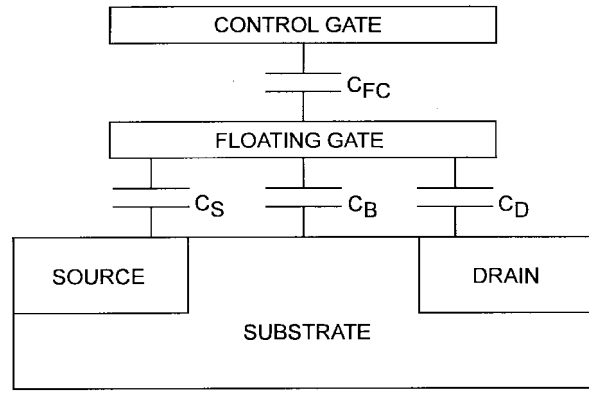 CONTROL GATE
CFC
FLOATING GATE
CS CB CD
SOURCE DRAIN
SUBSTRATE